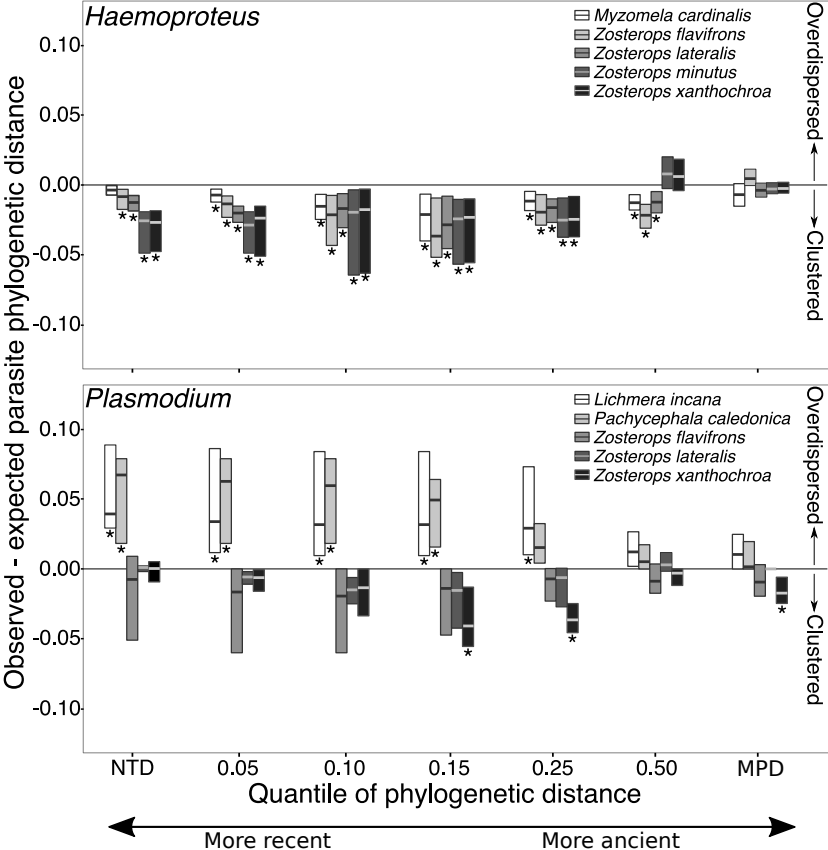 Haemoproteus
Myzomela cardinalis
Zosterops flavifrons
Zosterops lateralis
Zosterops minutus
Zosterops xanthochroa
0.10
0.05
0.00
-0.05
-0.10
* * * * *
* * * * *
* * * * *
* * * * *
* * * * *
* * *
Overdispersed
Clustered
Observed - expected parasite phylogenetic distance
Plasmodium
Lichmera incana
Pachycephala caledonica
Zosterops flavifrons
Zosterops lateralis
Zosterops xanthochroa
0.10
0.05
0.00
-0.05
-0.10
* *
* *
* *
* * *
* *
*
Overdispersed
Clustered
NTD 0.05 0.10 0.15 0.25 0.50 MPD
Quantile of phylogenetic distance
More recent More ancient